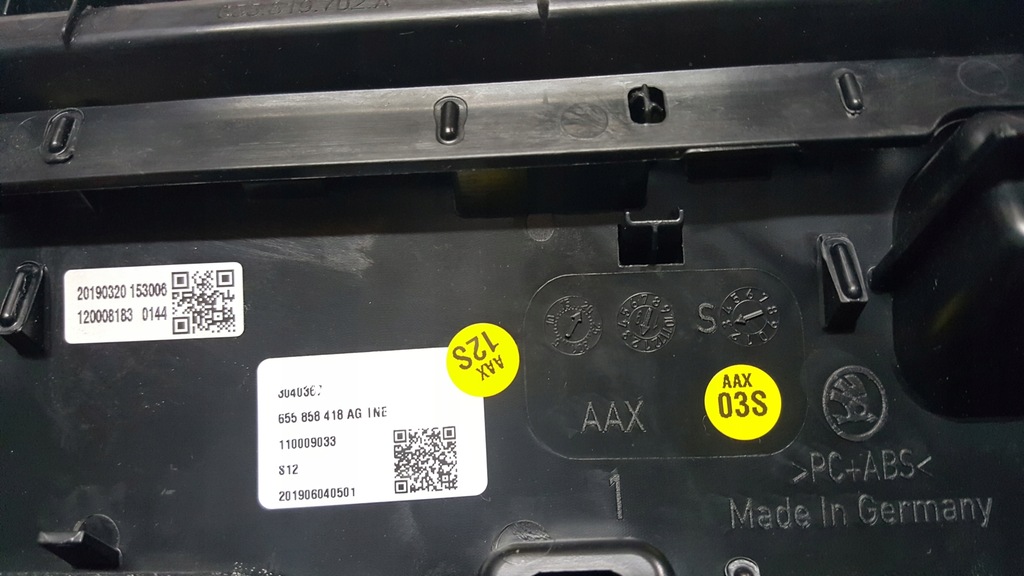 20190320 153006
120008183 0144
3040367
655 858 418 AG INE
110009033
S12
201906040501
AAX
12S
S
AAX
AAX
03S
>PC+ABS<
1
Made In Germany